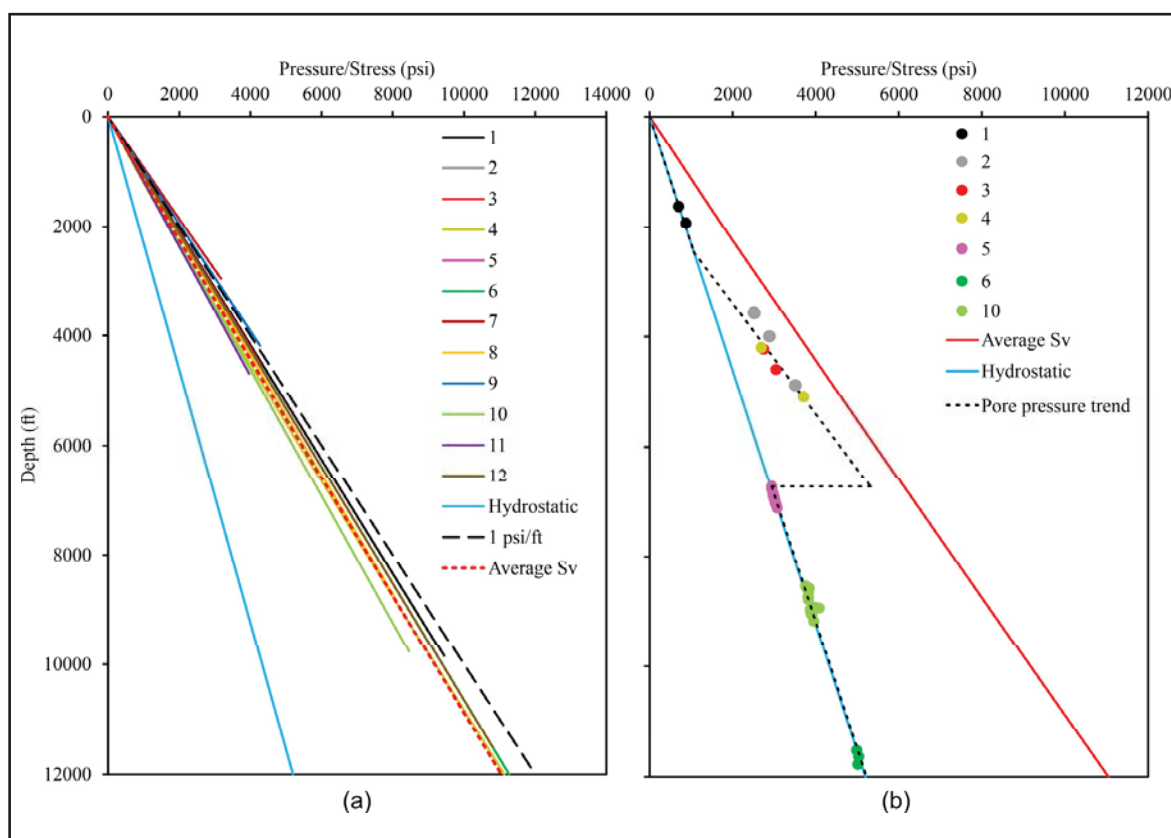 Pressure/Stress (psi)
0 2000 4000 6000 8000 10000 12000 14000
0
2000
4000
6000
8000
10000
12000
Depth (ft)
1
2
3
4
5
6
7
8
9
10
11
12
Hydrostatic
1 psi/ft
Average Sv
(a)
Pressure/Stress (psi)
0 2000 4000 6000 8000 10000 12000
1
2
3
4
5
6
10
Average Sv
Hydrostatic
Pore pressure trend
(b)